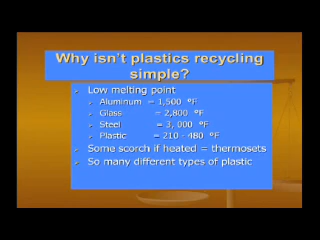 Why isn't plastics recycling
simple?
Low melting point
Aluminum = 1,500 °F
Glass = 2,800 °F
Steel = 3, 000 °F
Plastic = 210 - 480 °F
Some scorch if heated = thermosets
So many different types of plastic